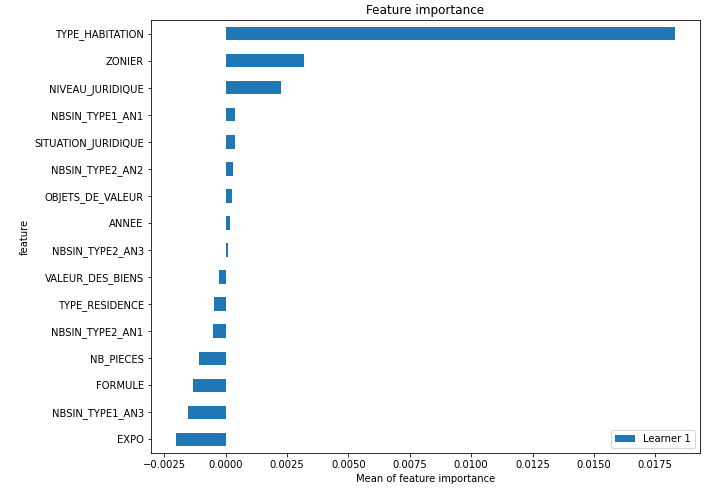 Feature importance
TYPE_HABITATION
ZONIER
NIVEAU_JURIDIQUE
NBSIN_TYPE1_AN1
SITUATION_JURIDIQUE
NBSIN_TYPE2_AN2
OBJETS_DE_VALEUR
ANNEE
NBSIN_TYPE2_AN3
VALEUR_DES_BIENS
TYPE_RESIDENCE
NBSIN_TYPE2_AN1
NB_PIECES
FORMULE
NBSIN_TYPE1_AN3
EXPO
feature
Learner 1
−0.0025 0.0000 0.0025 0.0050 0.0075 0.0100 0.0125 0.0150 0.0175
Mean of feature importance